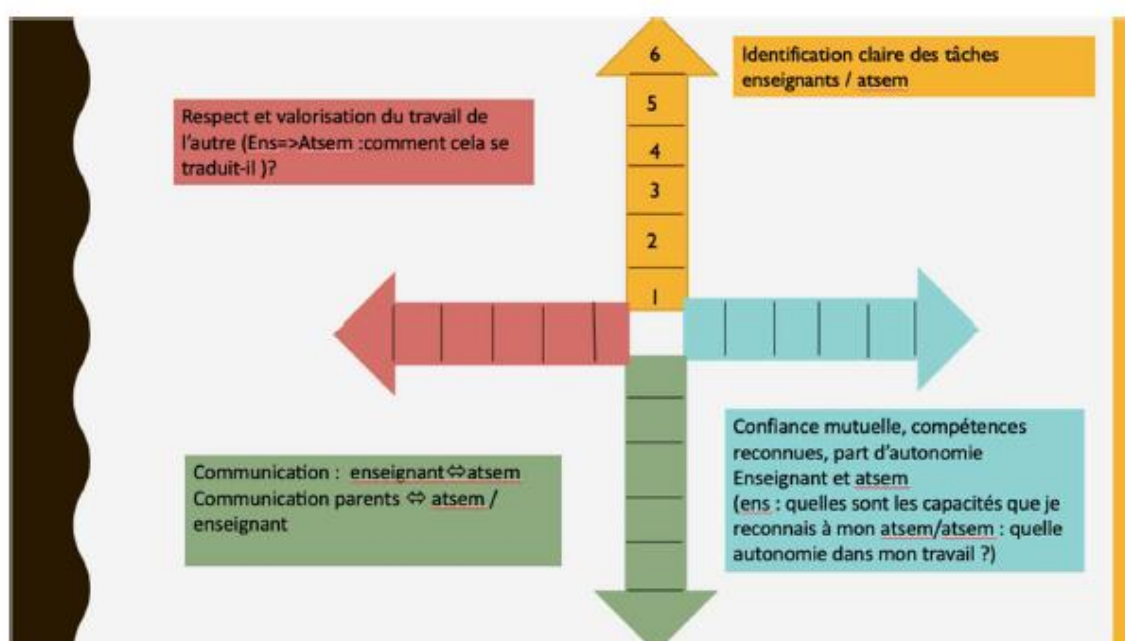 Identification claire des tâches
enseignants / atsem
Respect et valorisation du travail de
l'autre (Ens=>Atsem :comment cela se
traduit-il )?
6
5
4
3
2
1
Communication : enseignant⇔atsem
Communication parents ⇔ atsem /
enseignant
Confiance mutuelle, compétences
reconnues, part d'autonomie
Enseignant et atsem
(ens : quelles sont les capacités que je
reconnais à mon atsem/atsem : quelle
autonomie dans mon travail ?)